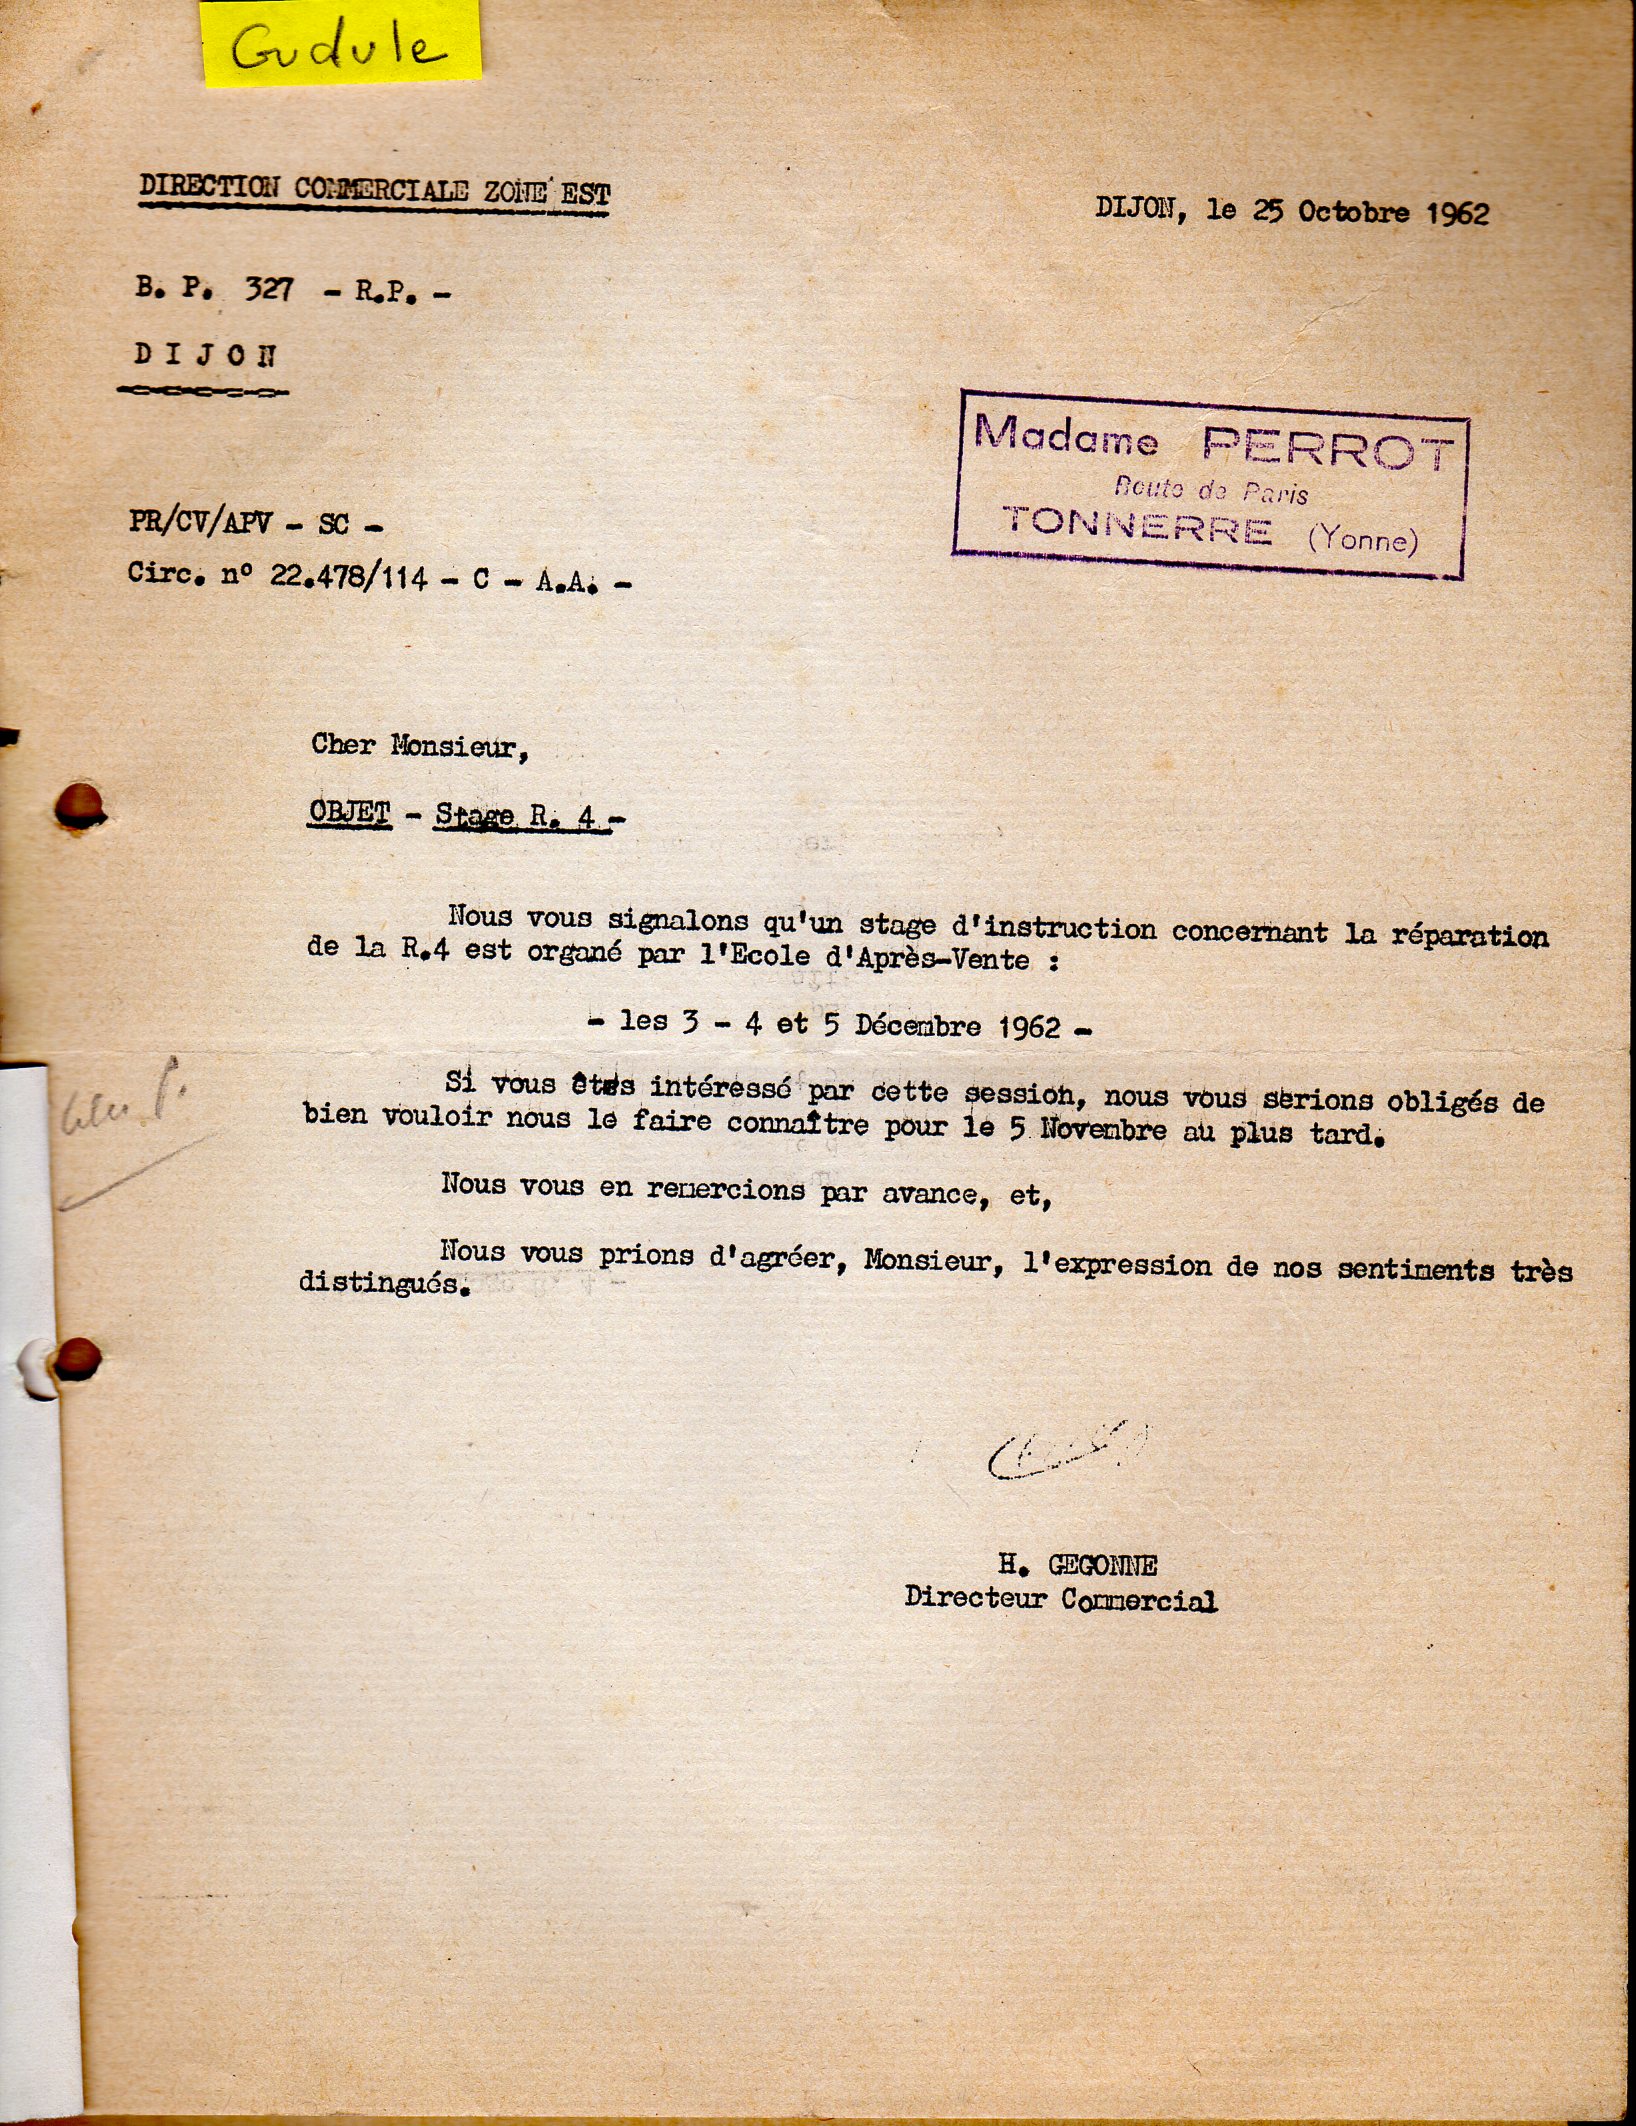 Gudule
DIRECTION COMMERCIALE ZONE EST
DIJON, le 25 Octobre 1962
B. P. 327 - R.P. -
D I J O N
Madame PERROT
Route de Paris
TONNERRE (Yonne)
PR/CV/APV - SC -
Circ. n° 22.478/114 - C - A.A. -
Cher Monsieur,
OBJET - Stage R. 4 -
Nous vous signalons qu'un stage d'instruction concernant la réparation
de la R.4 est organé par l'Ecole d'Après-Vente :
- les 3 - 4 et 5 Décembre 1962 -
Si vous êtes intéressé par cette session, nous vous serions obligés de
bien vouloir nous le faire connaître pour le 5 Novembre au plus tard.
Nous vous en remercions par avance, et,
Nous vous prions d'agréer, Monsieur, l'expression de nos sentiments très
distingués.
H. GEGONNE
Directeur Commercial